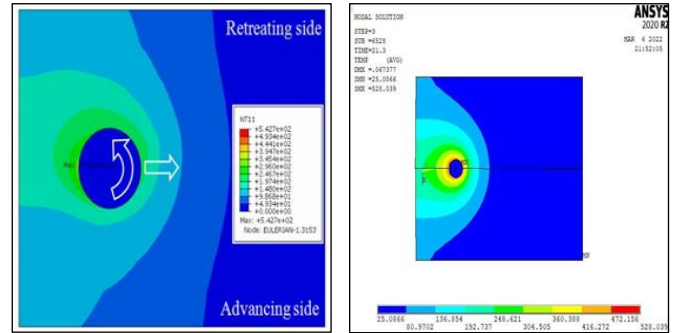 Retreating side
NT11
+5.427e+02
+4.934e+02
+4.441e+02
+3.947e+02
+3.454e+02
+2.960e+02
+2.467e+02
+1.974e+02
+1.480e+02
+9.868e+01
+4.934e+01
+0.000e+00
Max: +5.427e+02
Node: EULERIAN-1.3153
Advancing side
NODAL SOLUTION
STEP=3
SUB =6528
TIME=21.3
TEMP (AVG)
DMX =.067377
SMN =25.0866
SMX =528.039
ANSYS
2020 R2
MAR 6 2022
21:52:05
MX
MN
25.0866 136.854 248.621 360.388 472.156
80.9702 192.737 304.505 416.272 528.039